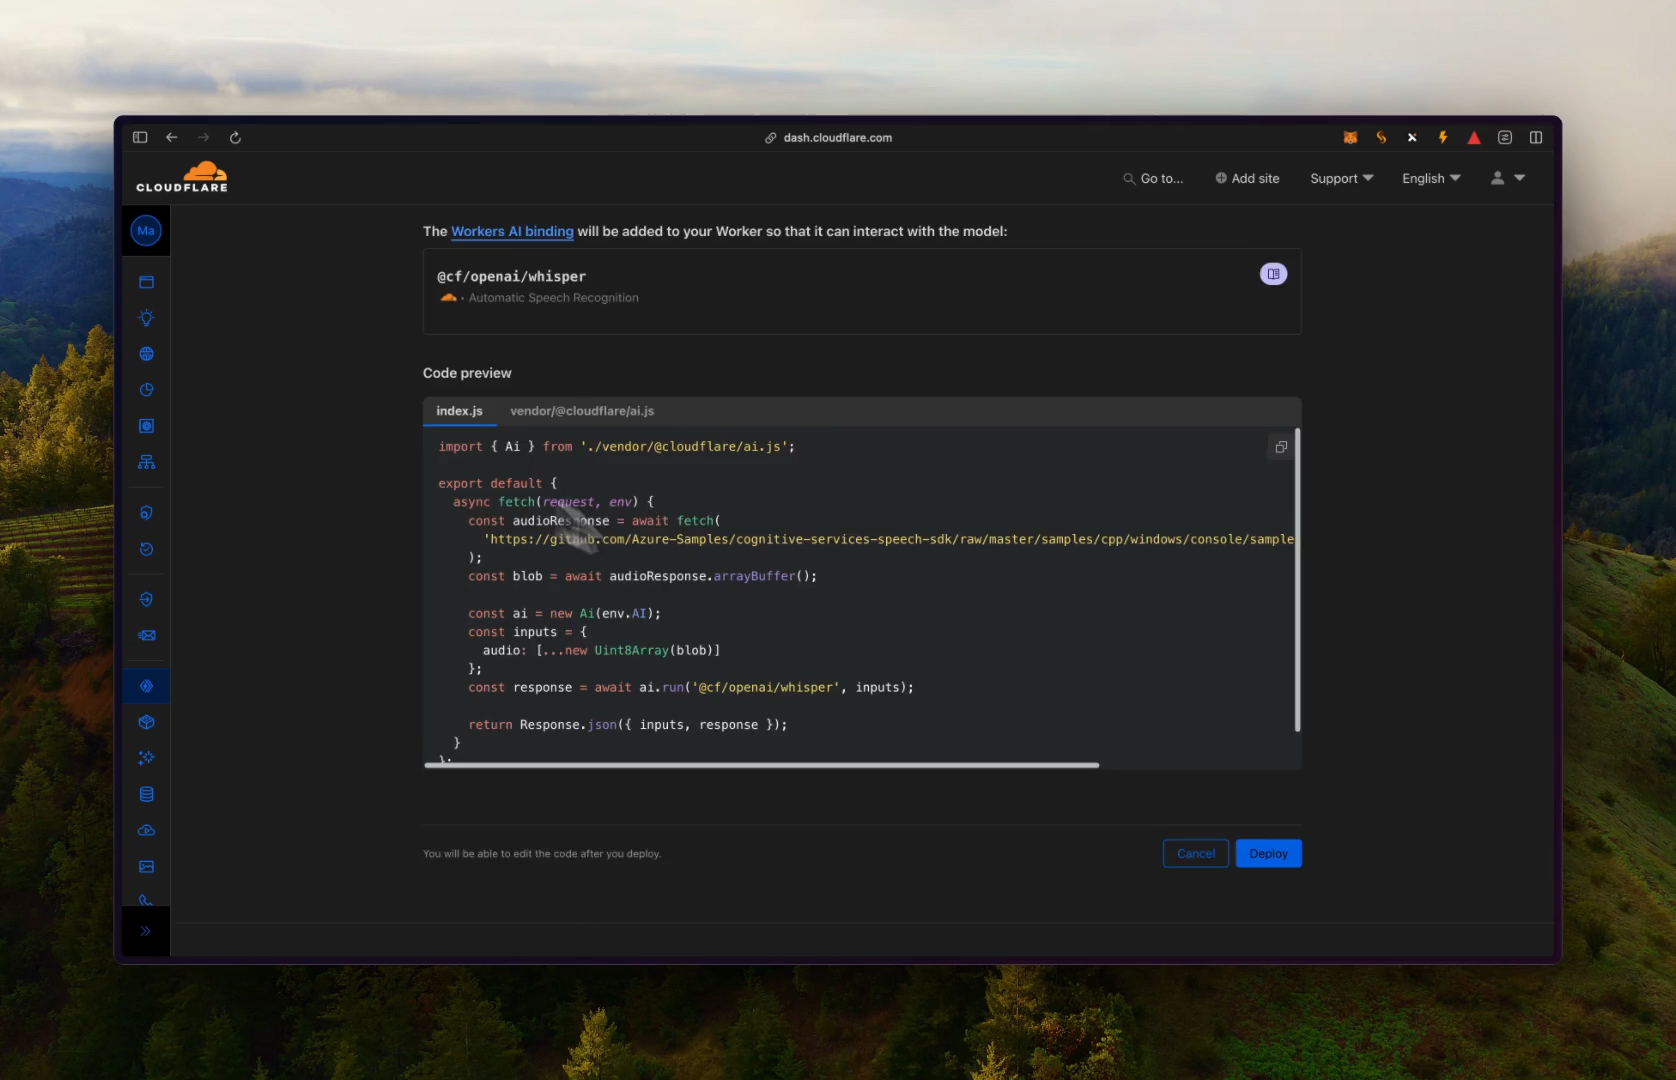 dash.cloudflare.com
CLOUDFLARE
Go to...
Add site
Support
English
Ma
The Workers AI binding will be added to your Worker so that it can interact with the model:
@cf/openai/whisper
• Automatic Speech Recognition
Code preview
index.js
vendor/@cloudflare/ai.js
import { Ai } from './vendor/@cloudflare/ai.js';
export default {
async fetch(request, env) {
const audioResponse = await fetch(
'https://github.com/Azure-Samples/cognitive-services-speech-sdk/raw/master/samples/cpp/windows/console/sample
);
const blob = await audioResponse.arrayBuffer();
const ai = new Ai(env.AI);
const inputs = {
audio: [...new Uint8Array(blob)]
};
const response = await ai.run('@cf/openai/whisper', inputs);
return Response.json({ inputs, response });
}
};
You will be able to edit the code after you deploy.
Cancel
Deploy